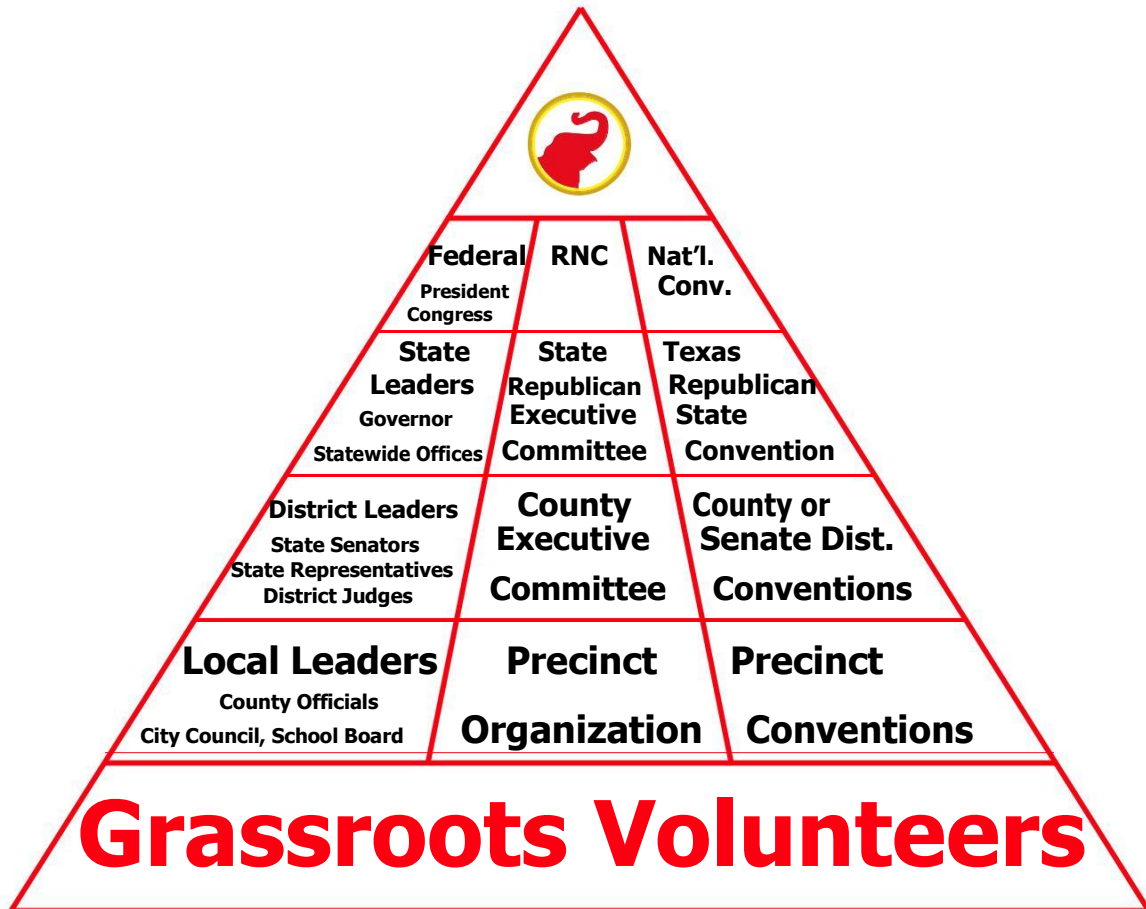 Federal
President
Congress
RNC
Nat’l.
Conv.
State
Leaders
Governor
Statewide Offices
State
Republican
Executive
Committee
Texas
Republican
State
Convention
District Leaders
State Senators
State Representatives
District Judges
County
Executive
Committee
County or
Senate Dist.
Conventions
Local Leaders
County Officials
City Council, School Board
Precinct
Organization
Precinct
Conventions
Grassroots Volunteers